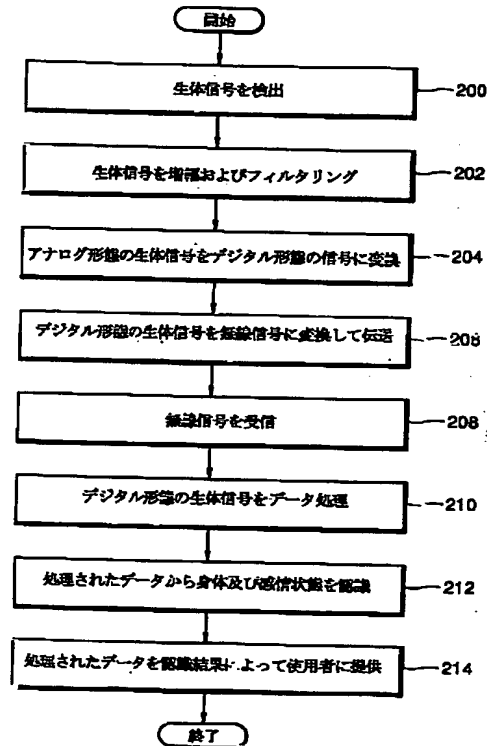 開始
生体信号を検出
200
生体信号を増幅およびフィルタリング
202
アナログ形態の生体信号をデジタル形態の信号に変換
204
デジタル形態の生体信号を無線信号に変換して伝送
206
無線信号を受信
208
デジタル形態の生体信号をデータ処理
210
処理されたデータから身体及び感情状態を認識
212
処理されたデータを認識結果によって使用者に提供
214
終了